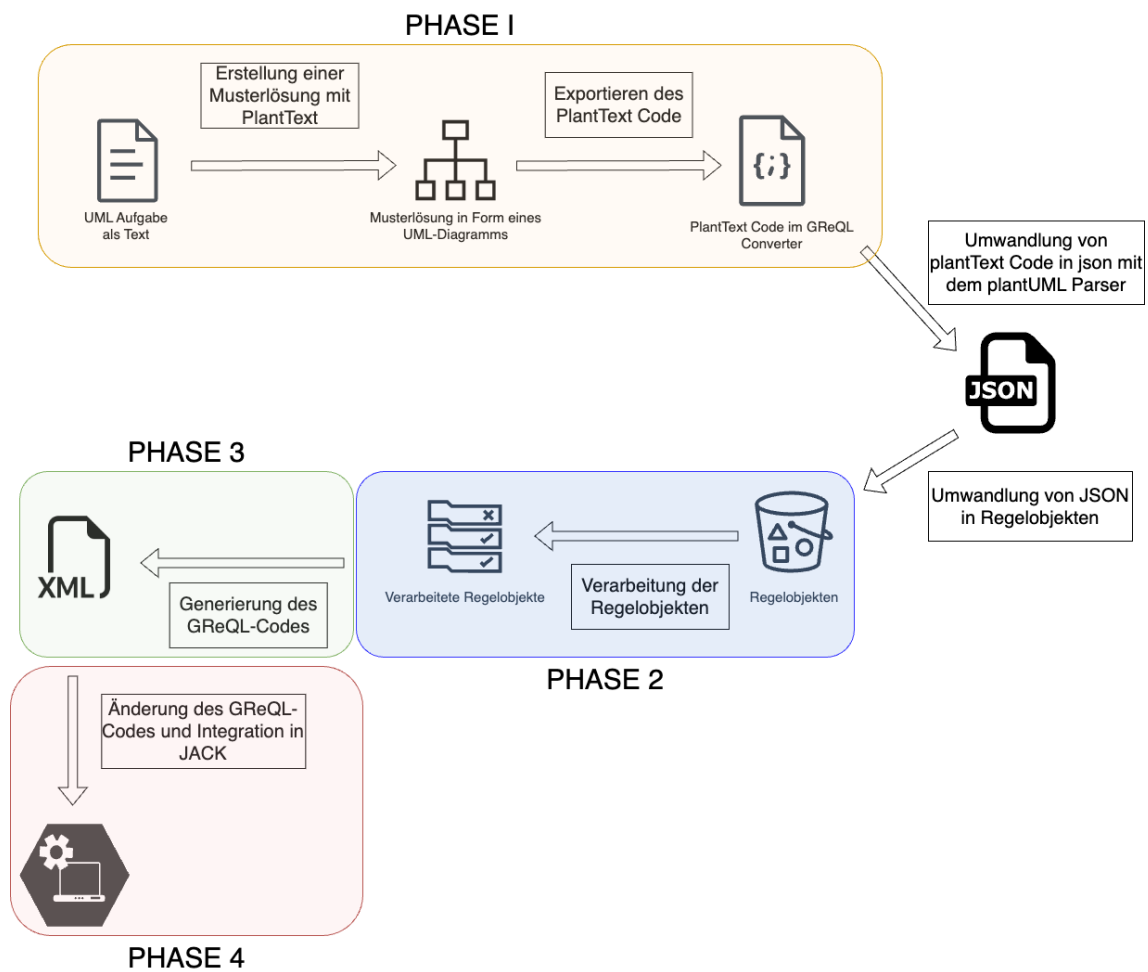 PHASE I
Erstellung einer
Musterlösung mit
PlantText
Exportieren des
PlantText Code
{;}
UML Aufgabe
als Text
Musterlösung in Form eines
UML-Diagramms
PlantText Code im GReQL
Converter
Umwandlung von
plantText Code in json mit
dem plantUML Parser
JSON
Umwandlung von JSON
in Regelobjekten
PHASE 3
XML
Generierung des
GReQL-Codes
Verarbeitete Regelobjekte
Verarbeitung der
Regelobjekten
Regelobjekten
PHASE 2
Änderung des GReQL-
Codes und Integration in
JACK
PHASE 4